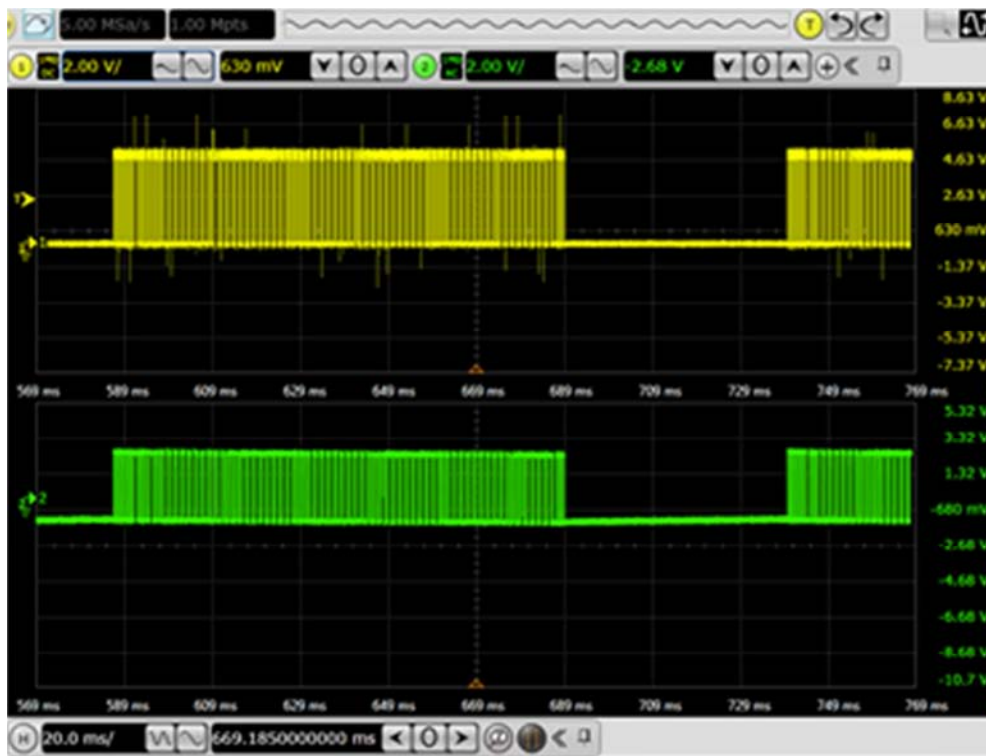 5.00 MSa/s 1.00 Mpts T
1 DC 2.00 V/ 630 mV 2 2.00 V/ -2.68 V
8.63 V
6.63 V
4.63 V
T
2.63 V
630 mV
-1.37 V
-3.37 V
-5.37 V
-7.37 V
569 ms 589 ms 609 ms 629 ms 649 ms 669 ms 689 ms 709 ms 729 ms 749 ms 769 ms
5.32 V
3.32 V
1.32 V
2
-680 mV
-2.68 V
-4.68 V
-6.68 V
-8.68 V
-10.7 V
569 ms 589 ms 609 ms 629 ms 649 ms 669 ms 689 ms 709 ms 729 ms 749 ms 769 ms
H 20.0 ms/ 669.1850000000 ms 0